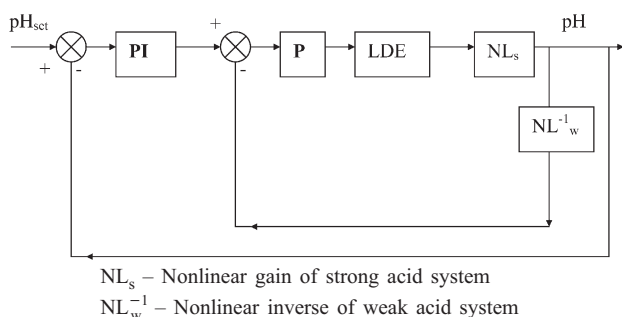 pH_set
pH
+
-
PI
+
-
P
LDE
NL_s
NL^-1_w
NL_s – Nonlinear gain of strong acid system
NL_w^−1 – Nonlinear inverse of weak acid system